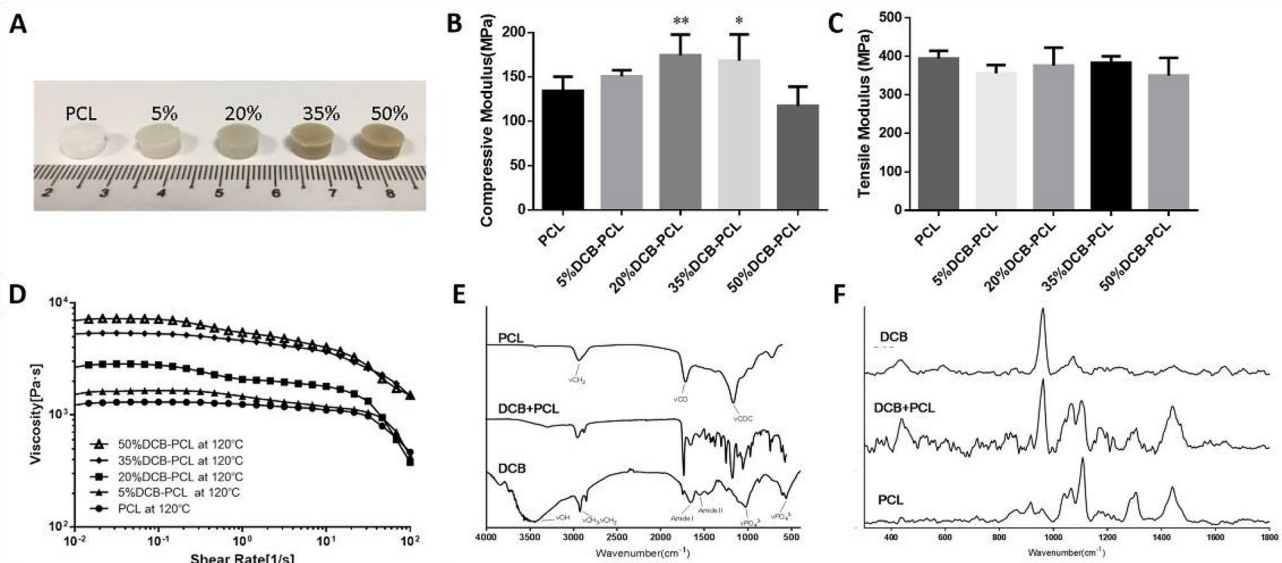 A
PCL 5% 20% 35% 50%
2 3 4 5 6 7 8
B
Compressive Modulus(MPa)
200
150
100
50
0
** *
PCL
5%DCB-PCL
20%DCB-PCL
35%DCB-PCL
50%DCB-PCL
C
Tensile Modulus (MPa)
500
400
300
200
100
0
PCL
5%DCB-PCL
20%DCB-PCL
35%DCB-PCL
50%DCB-PCL
D
Viscosity[Pa·s]
10⁴
10³
10²
50%DCB-PCL at 120℃
35%DCB-PCL at 120℃
20%DCB-PCL at 120℃
5%DCB-PCL at 120℃
PCL at 120℃
10⁻² 10⁻¹ 10⁰ 10¹ 10²
Shear Rate[1/s]
E
PCL
νCH₂
νCO
νCOC
DCB+PCL
DCB
νOH
νCH₃,νCH₂
Amide I
Amide II
4000 3500 3000 2500 2000 1500 1000 500
Wavenumber(cm⁻¹)
F
DCB
DCB+PCL
PCL
400 600 800 1000 1200 1400 1600 1800
Wavenumber(cm⁻¹)